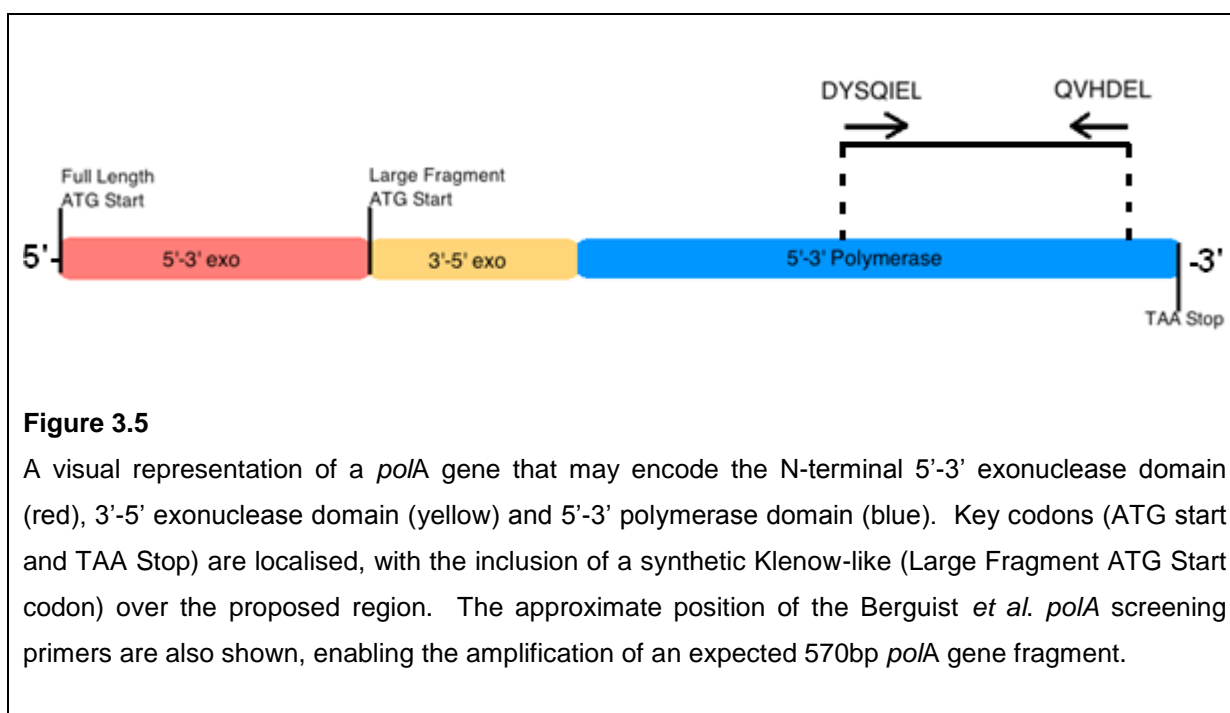 DYSQIEL QVHDEL
Full Length
ATG Start
Large Fragment
ATG Start
5'- 5'-3' exo 3'-5' exo 5'-3' Polymerase -3'
TAA Stop
Figure 3.5
A visual representation of a polA gene that may encode the N-terminal 5'-3' exonuclease domain
(red), 3'-5' exonuclease domain (yellow) and 5'-3' polymerase domain (blue). Key codons (ATG start
and TAA Stop) are localised, with the inclusion of a synthetic Klenow-like (Large Fragment ATG Start
codon) over the proposed region. The approximate position of the Berguist et al. polA screening
primers are also shown, enabling the amplification of an expected 570bp polA gene fragment.